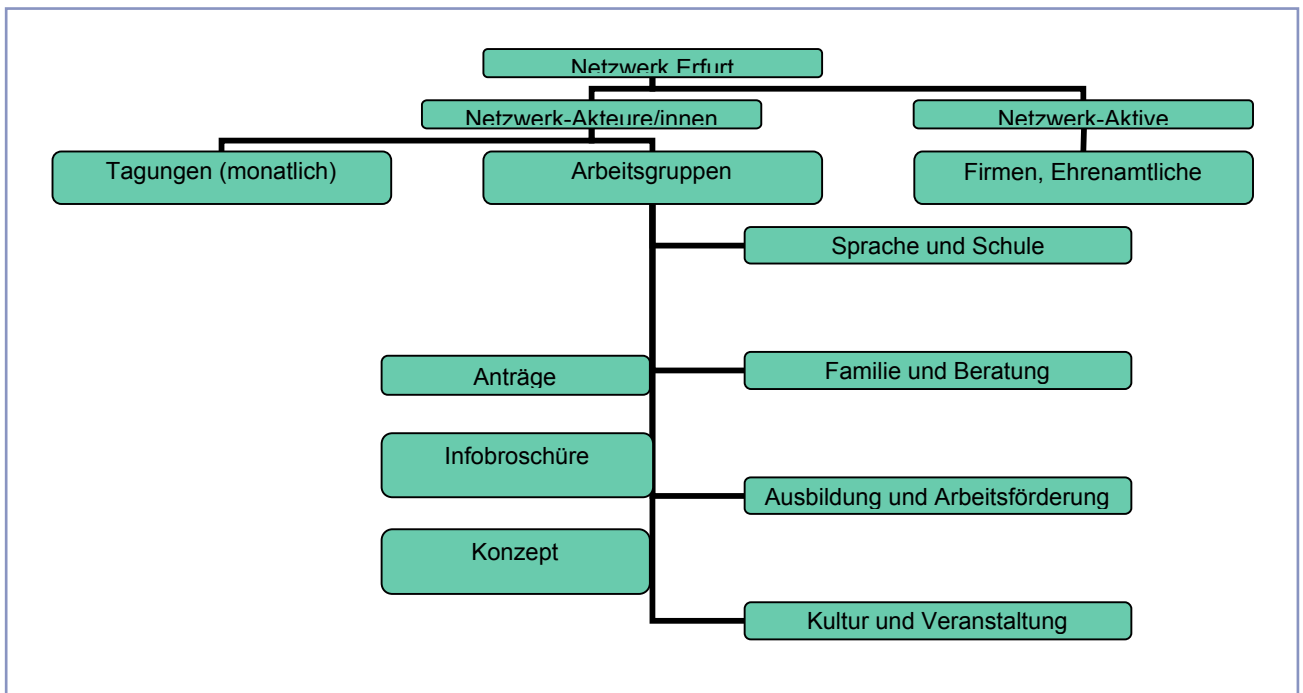 Netzwerk Erfurt
Netzwerk-Akteure/innen
Netzwerk-Aktive
Tagungen (monatlich)
Arbeitsgruppen
Firmen, Ehrenamtliche
Sprache und Schule
Anträge
Familie und Beratung
Infobroschüre
Ausbildung und Arbeitsförderung
Konzept
Kultur und Veranstaltung